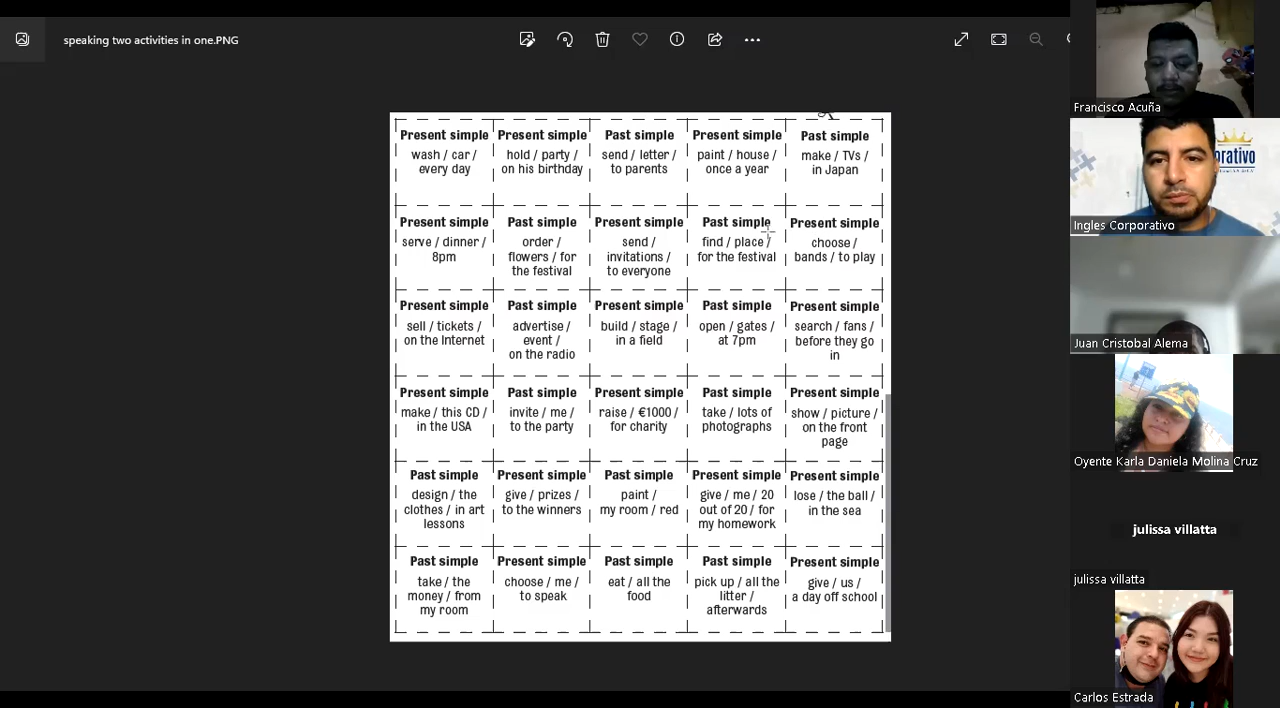 speaking two activities in one.PNG
Present simple
wash / car /
every day
Present simple
hold / party /
on his birthday
Past simple
send / letter /
to parents
Present simple
paint / house /
once a year
Past simple
make / TVs /
in Japan
Present simple
serve / dinner /
8pm
Past simple
order /
flowers / for
the festival
Present simple
send /
invitations /
to everyone
Past simple
find / place /
for the festival
Present simple
choose /
bands / to play
Present simple
sell / tickets /
on the Internet
Past simple
advertise /
event /
on the radio
Present simple
build / stage /
in a field
Past simple
open / gates /
at 7pm
Present simple
search / fans /
before they go
in
Present simple
make / this CD /
in the USA
Past simple
invite / me /
to the party
Present simple
raise / €1000 /
for charity
Past simple
take / lots of
photographs
Present simple
show / picture /
on the front
page
Past simple
design / the
clothes / in art
lessons
Present simple
give / prizes /
to the winners
Past simple
paint /
my room / red
Present simple
give / me / 20
out of 20 / for
my homework
Present simple
lose / the ball /
in the sea
Past simple
take / the
money / from
my room
Present simple
choose / me /
to speak
Past simple
eat / all the
food
Past simple
pick up / all the
litter /
afterwards
Present simple
give / us /
a day off school
Francisco Acuña
orativo
Ingles Corporativo
Juan Cristobal Alema
Oyente Karla Daniela Molina Cruz
julissa villatta
julissa villatta
Carlos Estrada